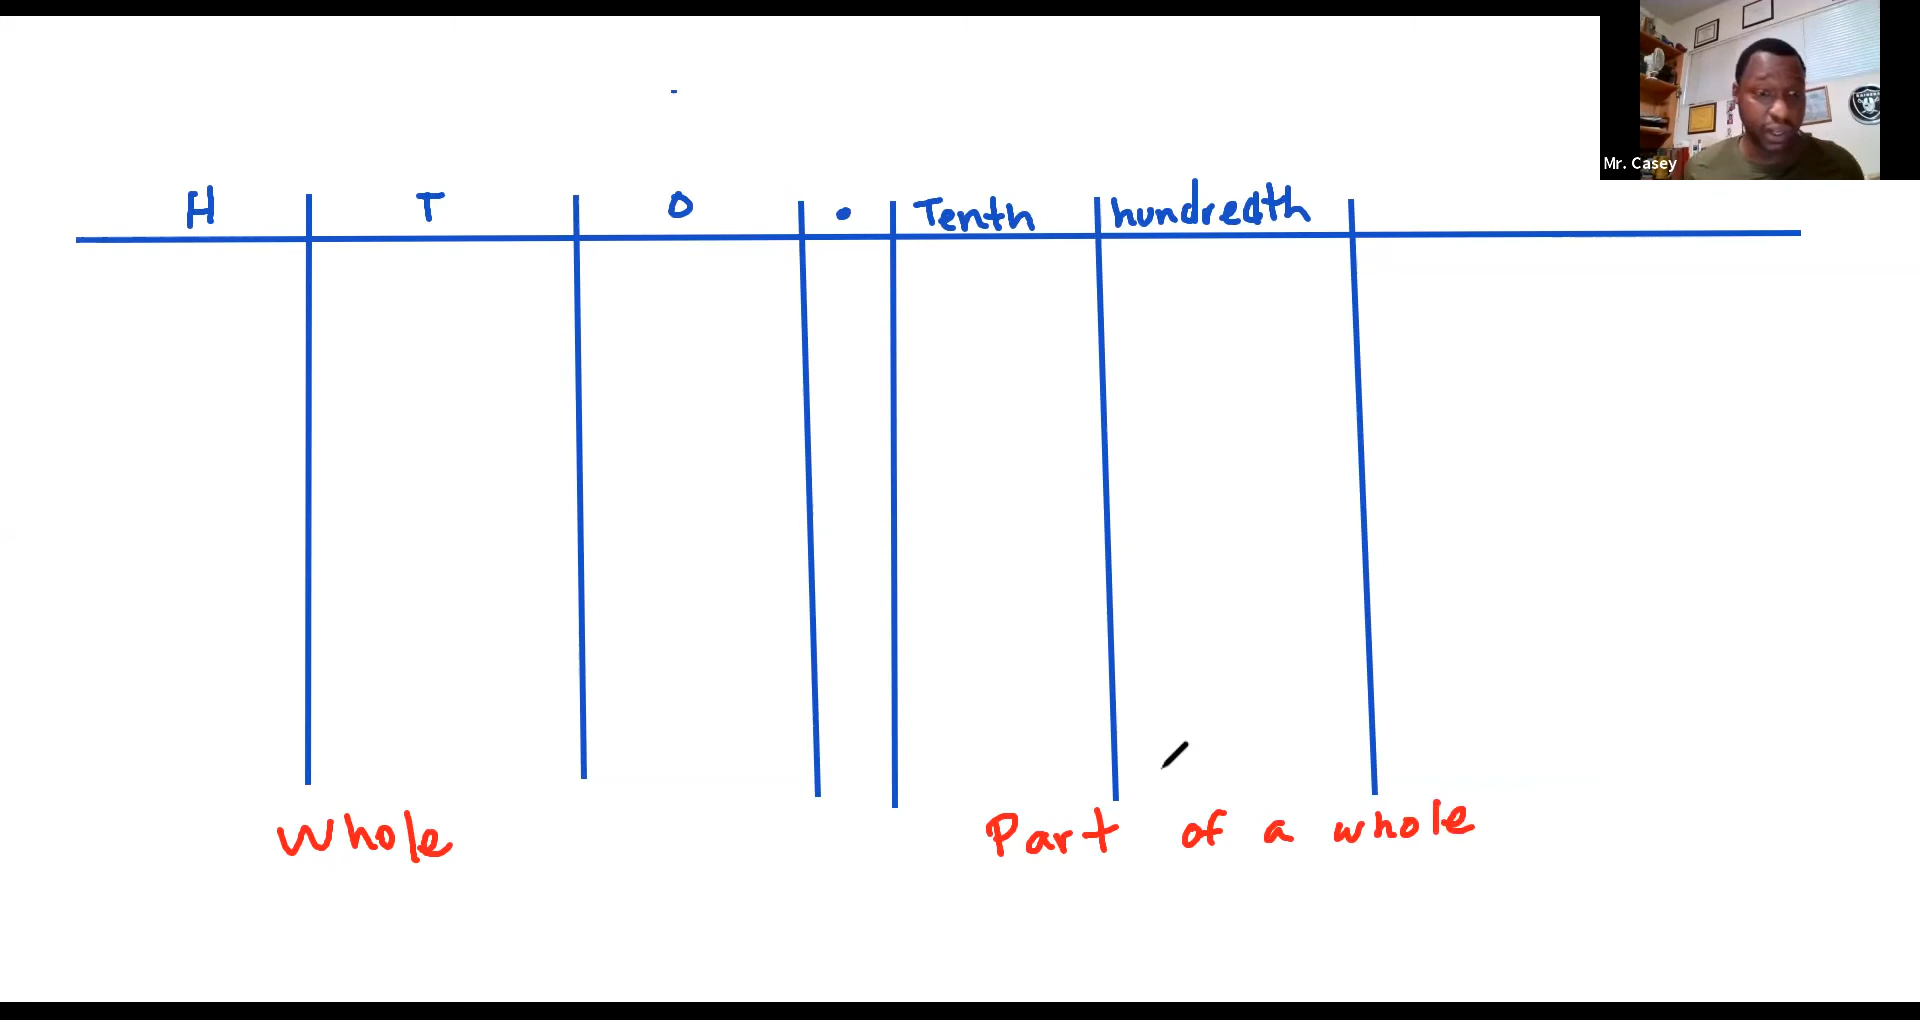 Mr. Casey
H T O . Tenth hundredth
Whole Part of a whole